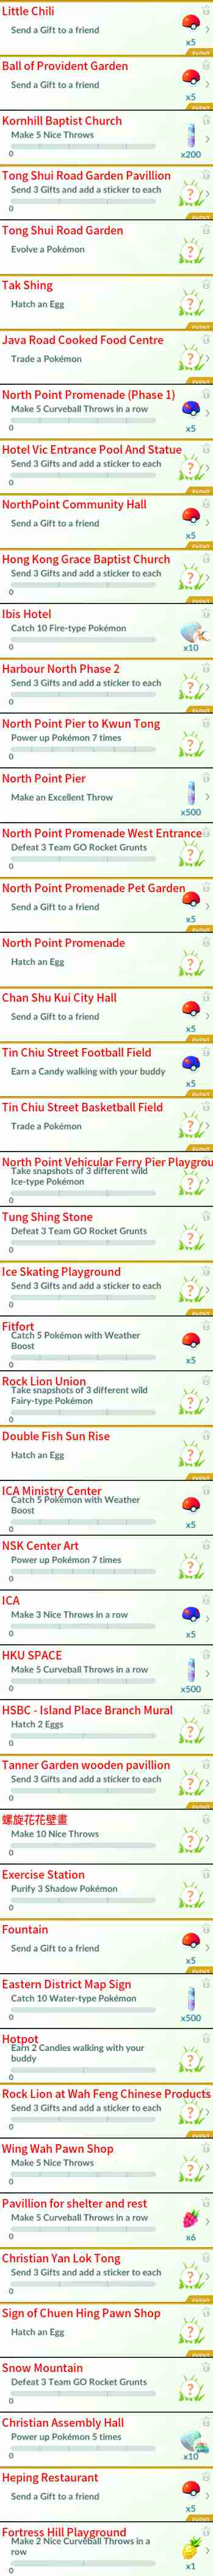 Little Chili
Send a Gift to a friend
x5
EVENT
Ball of Provident Garden
Send a Gift to a friend
x5
Kornhill Baptist Church
Make 5 Nice Throws
0
x200
EVENT
Tong Shui Road Garden Pavillion
Send 3 Gifts and add a sticker to each
?
0
Tong Shui Road Garden
Evolve a Pokémon
?
EVENT
Tak Shing
Hatch an Egg
?
EVENT
Java Road Cooked Food Centre
Trade a Pokémon
?
North Point Promenade (Phase 1)
Make 5 Curveball Throws in a row
0
x5
EVENT
Hotel Vic Entrance Pool And Statue
Send 3 Gifts and add a sticker to each
?
0
EVENT
NorthPoint Community Hall
Send a Gift to a friend
x5
EVENT
Hong Kong Grace Baptist Church
Send 3 Gifts and add a sticker to each
?
0
Ibis Hotel
Catch 10 Fire-type Pokémon
0
x10
EVENT
Harbour North Phase 2
Send 3 Gifts and add a sticker to each
?
0
North Point Pier to Kwun Tong
Power up Pokémon 7 times
?
0
North Point Pier
Make an Excellent Throw
x500
North Point Promenade West Entrance
Defeat 3 Team GO Rocket Grunts
?
0
EVENT
North Point Promenade Pet Garden
Send a Gift to a friend
x5
North Point Promenade
Hatch an Egg
?
EVENT
Chan Shu Kui City Hall
Send a Gift to a friend
x5
EVENT
Tin Chiu Street Football Field
Earn a Candy walking with your buddy
x5
EVENT
Tin Chiu Street Basketball Field
Trade a Pokémon
?
EVENT
North Point Vehicular Ferry Pier Playgrou
Take snapshots of 3 different wild
Ice-type Pokémon
?
0
Tung Shing Stone
Defeat 3 Team GO Rocket Grunts
?
0
EVENT
Ice Skating Playground
Send 3 Gifts and add a sticker to each
?
0
Fitfort
Catch 5 Pokémon with Weather
Boost
0
x5
Rock Lion Union
Take snapshots of 3 different wild
Fairy-type Pokémon
?
0
EVENT
Double Fish Sun Rise
Hatch an Egg
?
ICA Ministry Center
Catch 5 Pokémon with Weather
Boost
0
x5
NSK Center Art
Power up Pokémon 7 times
?
0
ICA
Make 3 Nice Throws in a row
0
x5
HKU SPACE
Make 5 Curveball Throws in a row
0
x500
HSBC - Island Place Branch Mural
Hatch 2 Eggs
?
0
EVENT
Tanner Garden wooden pavillion
Send 3 Gifts and add a sticker to each
?
0
螺旋花花壁畫
Make 10 Nice Throws
?
0
Exercise Station
Purify 3 Shadow Pokémon
?
0
EVENT
Fountain
Send a Gift to a friend
x5
Eastern District Map Sign
Catch 10 Water-type Pokémon
0
x500
Hotpot
Earn 2 Candies walking with your
buddy
?
0
EVENT
Rock Lion at Wah Feng Chinese Products
Send 3 Gifts and add a sticker to each
?
0
Wing Wah Pawn Shop
Make 5 Nice Throws
?
0
Pavillion for shelter and rest
Make 5 Curveball Throws in a row
0
x6
EVENT
Christian Yan Lok Tong
Send 3 Gifts and add a sticker to each
?
0
EVENT
Sign of Chuen Hing Pawn Shop
Hatch an Egg
?
Snow Mountain
Defeat 3 Team GO Rocket Grunts
?
0
Christian Assembly Hall
Power up Pokémon 5 times
0
x10
EVENT
Heping Restaurant
Send a Gift to a friend
x5
EVENT
Fortress Hill Playground
Make 2 Nice Curveball Throws in a
row
0
x1